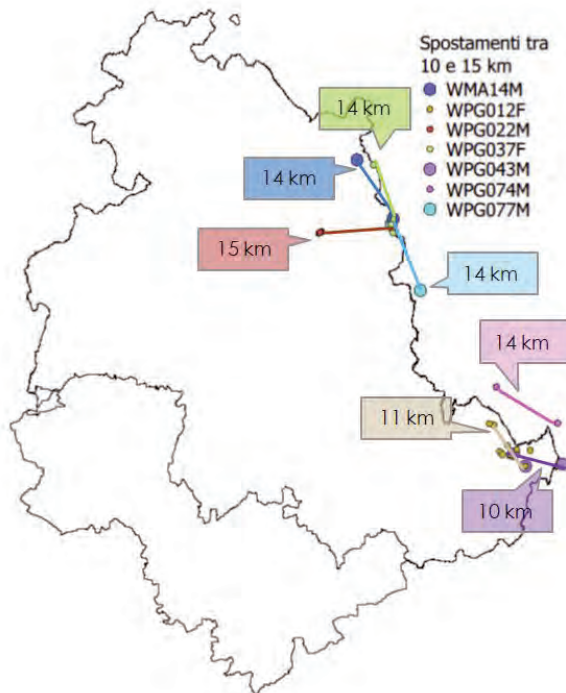 Spostamenti tra
10 e 15 km
WMA14M
WPG012F
WPG022M
WPG037F
WPG043M
WPG074M
WPG077M
14 km
14 km
15 km
14 km
14 km
11 km
10 km